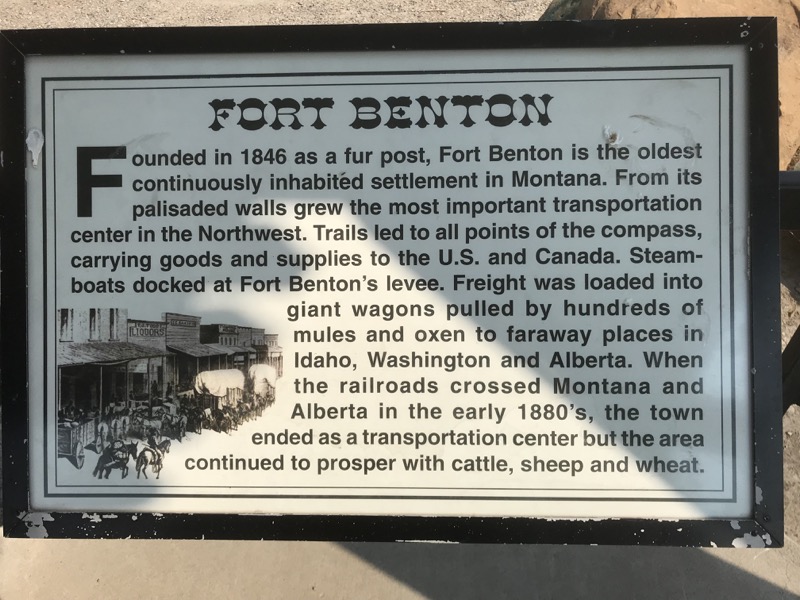 FORT BENTON
Founded in 1846 as a fur post, Fort Benton is the oldest
continuously inhabited settlement in Montana. From its
palisaded walls grew the most important transportation
center in the Northwest. Trails led to all points of the compass,
carrying goods and supplies to the U.S. and Canada. Steam-
boats docked at Fort Benton's levee. Freight was loaded into
giant wagons pulled by hundreds of
mules and oxen to faraway places in
Idaho, Washington and Alberta. When
the railroads crossed Montana and
Alberta in the early 1880's, the town
ended as a transportation center but the area
continued to prosper with cattle, sheep and wheat.
LIQUORS